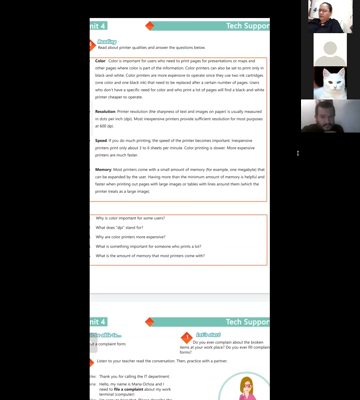 nit 4 Tech Suppor
Reading
Read about printer qualities and answer the questions below.
Color: Color is important for users who need to print pages for presentations or maps and
other pages where color is part of the information. Color printers can also be set to print only in
black-and-white. Color printers are more expensive to operate since they use two ink cartridges
(one color and one black ink) that need to be replaced after a certain number of pages. Users
who don't have a specific need for color and who print a lot of pages will find a black-and-white
printer cheaper to operate.
Resolution: Printer resolution (the sharpness of text and images on paper) is usually measured
in dots per inch (dpi). Most inexpensive printers provide sufficient resolution for most purposes
at 600 dpi.
Speed: If you do much printing, the speed of the printer becomes important. Inexpensive
printers print only about 3 to 6 sheets per minute. Color printing is slower. More expensive
printers are much faster.
Memory: Most printers come with a small amount of memory (for example, one megabyte) that
can be expanded by the user. Having more than the minimum amount of memory is helpful and
faster when printing out pages with large images or tables with lines around them (which the
printer treats as a large image).
Why is color important for some users?
What does "dpi" stand for?
Why are color printers more expensive?
What is something important for someone who prints a lot?
What is the amount of memory that most printers come with?
nit 4 Tech Suppor
out a complaint form.
Let's start
Do you ever complain about the broken
items at your work place? Do you ever fill complain
forms?
Listen to your teacher read the conversation. Then, practice with a partner.
Thank you for calling the IT department.
Hello, my name is Maria Ochoa and I
need to file a complaint about my work
terminal (computer)